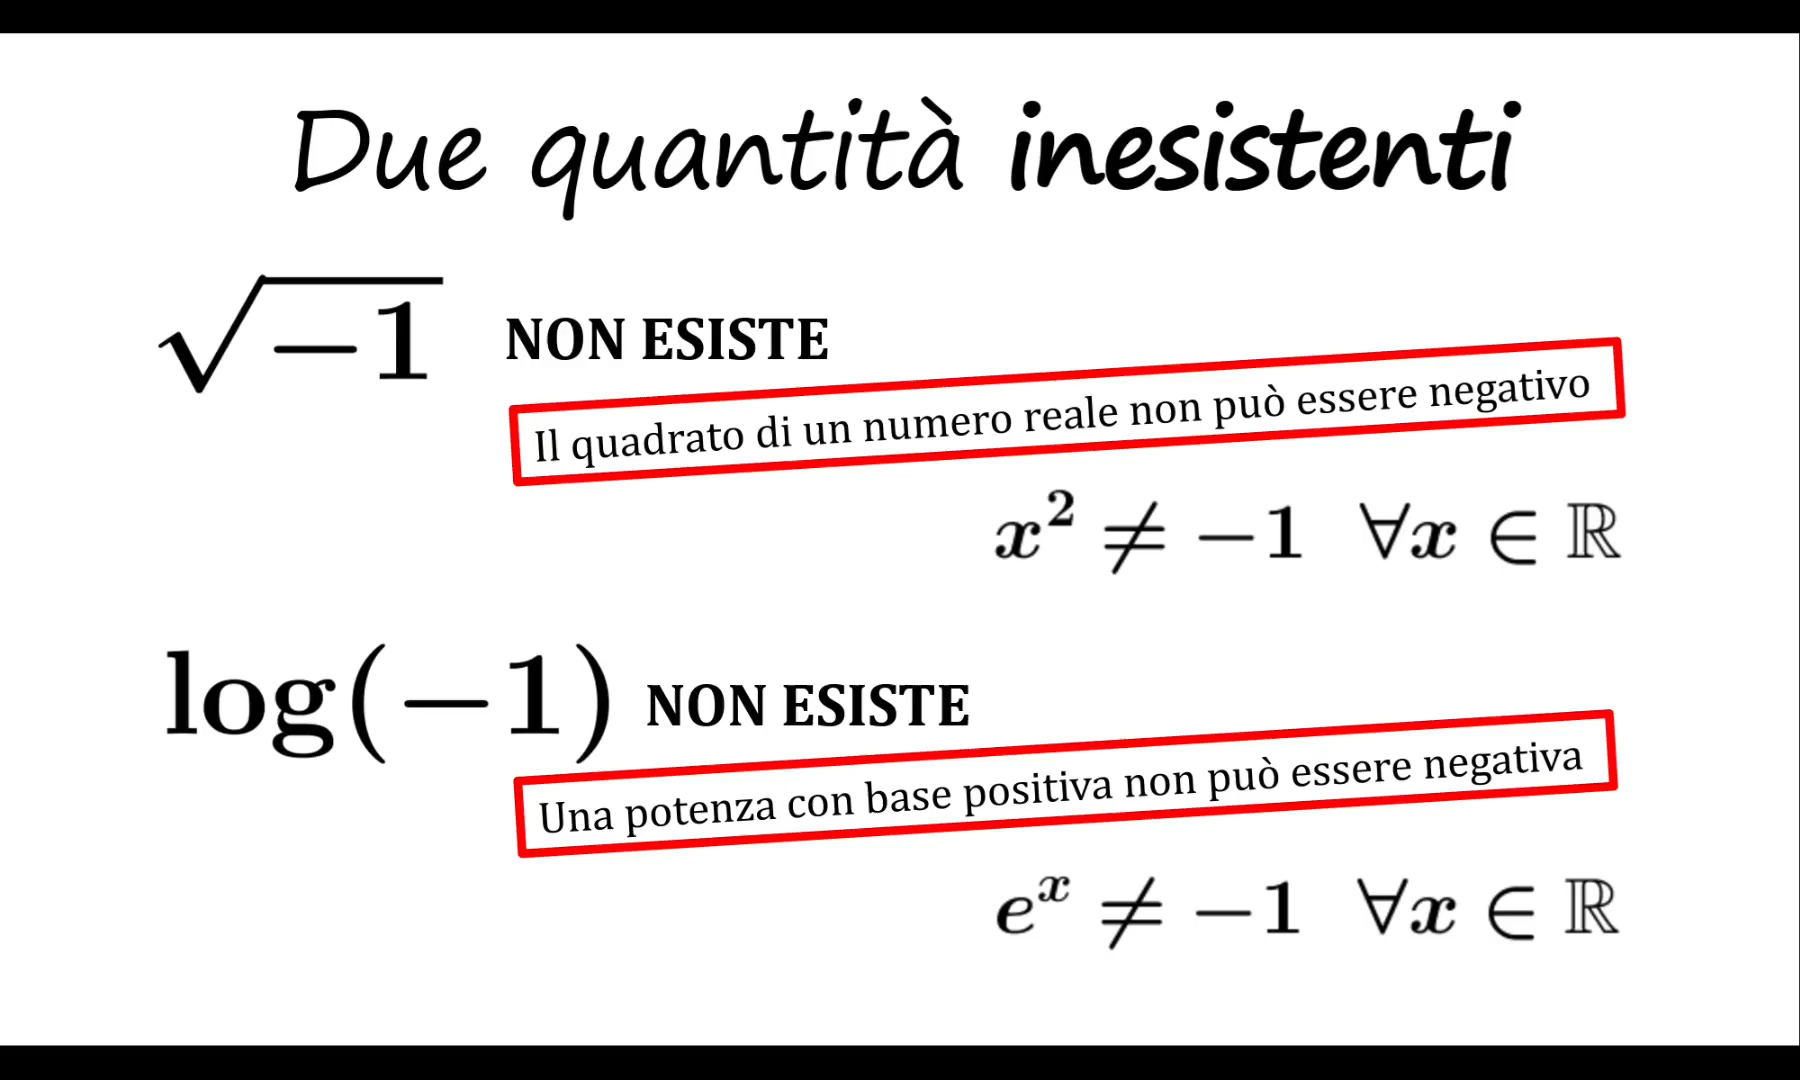 Due quantità inesistenti
√−1 NON ESISTE
Il quadrato di un numero reale non può essere negativo
x² ≠ −1 ∀x ∈ ℝ
log(−1) NON ESISTE
Una potenza con base positiva non può essere negativa
eˣ ≠ −1 ∀x ∈ ℝ